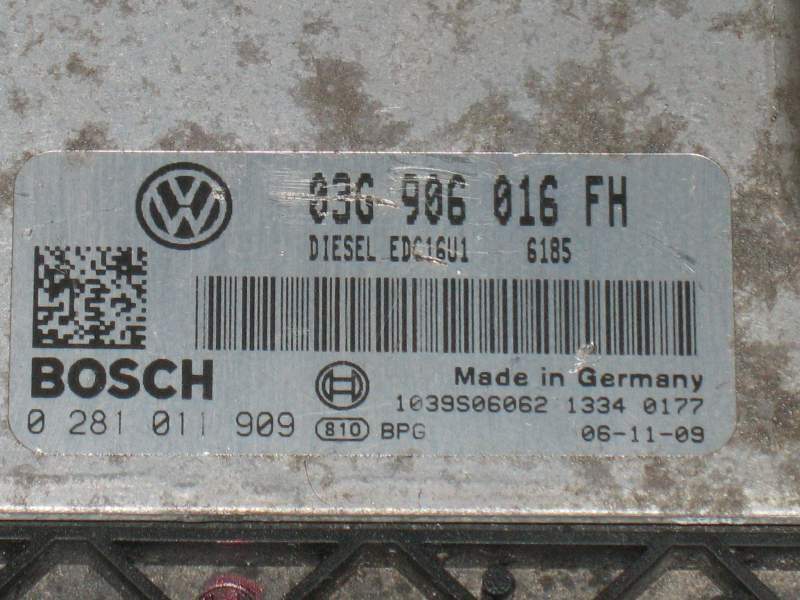 03G 906 016 FH
DIESEL EDC16U1 6185
BOSCH
Made in Germany
1039S06062 1334 0177
0 281 011 909 810 BPG 06-11-09